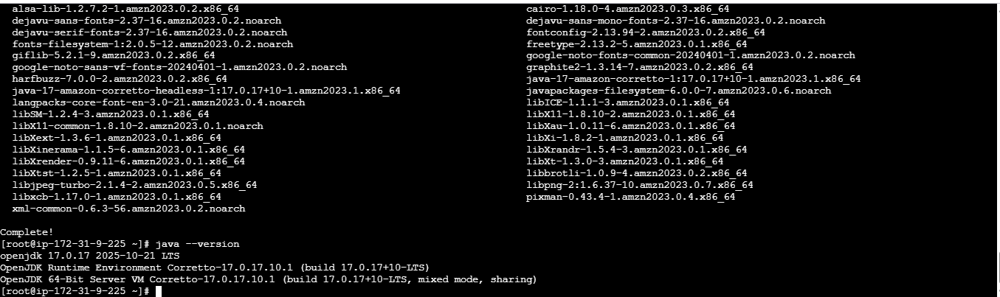 alsa-lib-1.2.7.2-1.amzn2023.0.2.x86_64 cairo-1.18.0-4.amzn2023.0.3.x86_64
dejavu-sans-fonts-2.37-16.amzn2023.0.2.noarch dejavu-sans-mono-fonts-2.37-16.amzn2023.0.2.noarch
dejavu-serif-fonts-2.37-16.amzn2023.0.2.noarch fontconfig-2.13.94-2.amzn2023.0.2.x86_64
fonts-filesystem-1:2.0.5-12.amzn2023.0.2.noarch freetype-2.13.2-5.amzn2023.0.1.x86_64
giflib-5.2.1-9.amzn2023.0.2.x86_64 google-noto-fonts-common-20240401-1.amzn2023.0.2.noarch
google-noto-sans-vf-fonts-20240401-1.amzn2023.0.2.noarch graphite2-1.3.14-7.amzn2023.0.2.x86_64
harfbuzz-7.0.0-2.amzn2023.0.2.x86_64 java-17-amazon-corretto-1:17.0.17+10-1.amzn2023.1.x86_64
java-17-amazon-corretto-headless-1:17.0.17+10-1.amzn2023.1.x86_64 javapackages-filesystem-6.0.0-7.amzn2023.0.6.noarch
langpacks-core-font-en-3.0-21.amzn2023.0.4.noarch libICE-1.1.1-3.amzn2023.0.1.x86_64
libSM-1.2.4-3.amzn2023.0.1.x86_64 libX11-1.8.10-2.amzn2023.0.1.x86_64
libX11-common-1.8.10-2.amzn2023.0.1.noarch libXau-1.0.11-6.amzn2023.0.1.x86_64
libXext-1.3.6-1.amzn2023.0.1.x86_64 libXi-1.8.2-1.amzn2023.0.1.x86_64
libXinerama-1.1.5-6.amzn2023.0.1.x86_64 libXrandr-1.5.4-3.amzn2023.0.1.x86_64
libXrender-0.9.11-6.amzn2023.0.1.x86_64 libXt-1.3.0-3.amzn2023.0.1.x86_64
libXtst-1.2.5-1.amzn2023.0.1.x86_64 libbrotli-1.0.9-4.amzn2023.0.2.x86_64
libjpeg-turbo-2.1.4-2.amzn2023.0.5.x86_64 libpng-2:1.6.37-10.amzn2023.0.7.x86_64
libxcb-1.17.0-1.amzn2023.0.1.x86_64 pixman-0.43.4-1.amzn2023.0.4.x86_64
xml-common-0.6.3-56.amzn2023.0.2.noarch
Complete!
[root@ip-172-31-9-225 ~]# java --version
openjdk 17.0.17 2025-10-21 LTS
OpenJDK Runtime Environment Corretto-17.0.17.10.1 (build 17.0.17+10-LTS)
OpenJDK 64-Bit Server VM Corretto-17.0.17.10.1 (build 17.0.17+10-LTS, mixed mode, sharing)
[root@ip-172-31-9-225 ~]#